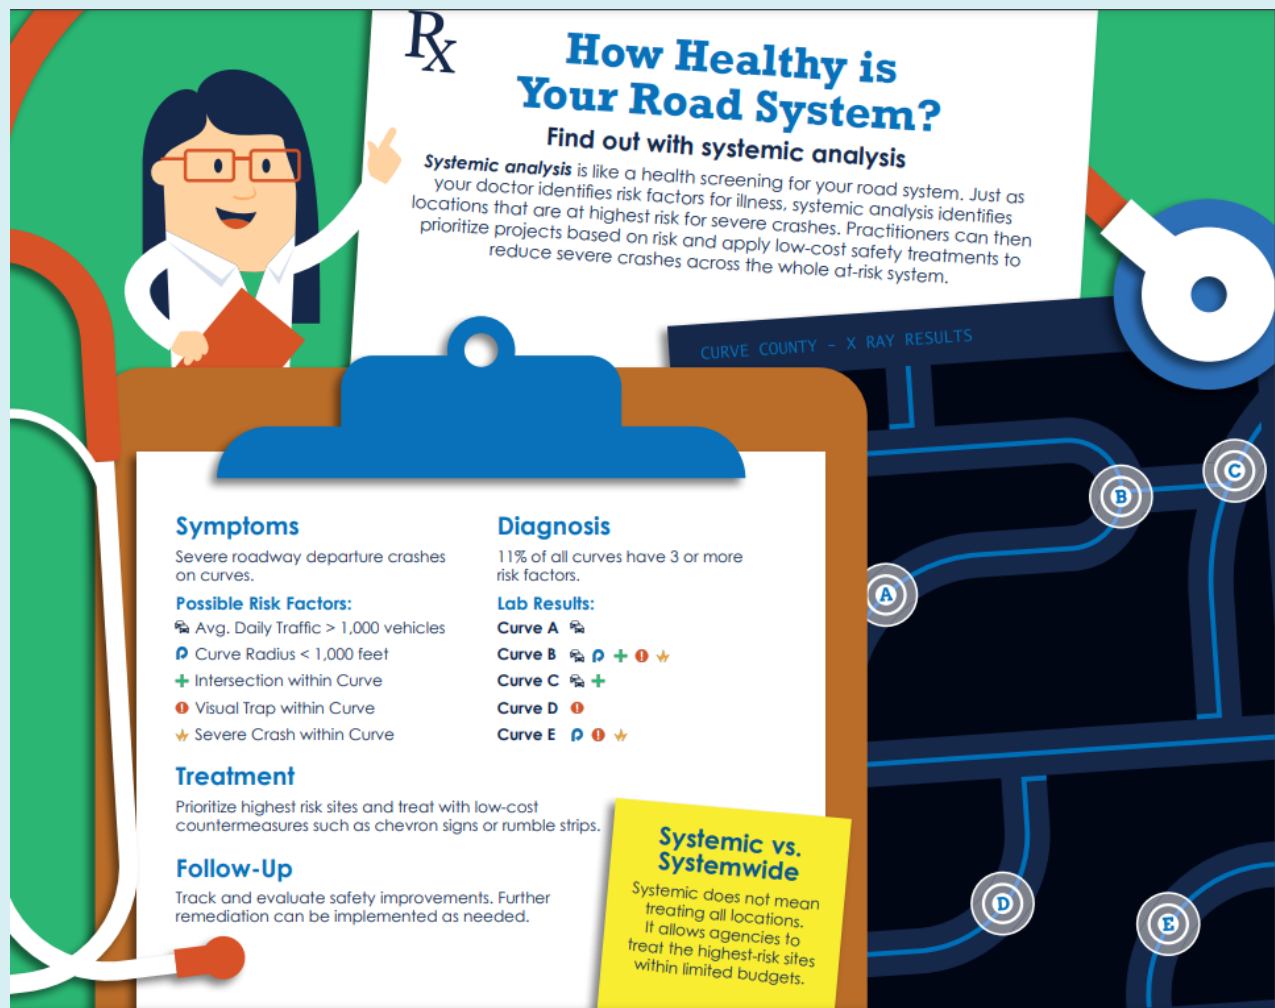 Rx
How Healthy is
Your Road System?
Find out with systemic analysis
Systemic analysis is like a health screening for your road system. Just as
your doctor identifies risk factors for illness, systemic analysis identifies
locations that are at highest risk for severe crashes. Practitioners can then
prioritize projects based on risk and apply low-cost safety treatments to
reduce severe crashes across the whole at-risk system.
CURVE COUNTY - X RAY RESULTS
Symptoms
Severe roadway departure crashes
on curves.
Possible Risk Factors:
Avg. Daily Traffic > 1,000 vehicles
Curve Radius < 1,000 feet
Intersection within Curve
Visual Trap within Curve
Severe Crash within Curve
Diagnosis
11% of all curves have 3 or more
risk factors.
Lab Results:
Curve A
Curve B
Curve C
Curve D
Curve E
Treatment
Prioritize highest risk sites and treat with low-cost
countermeasures such as chevron signs or rumble strips.
Follow-Up
Track and evaluate safety improvements. Further
remediation can be implemented as needed.
Systemic vs.
Systemwide
Systemic does not mean
treating all locations.
It allows agencies to
treat the highest-risk sites
within limited budgets.
C
B
A
D
E